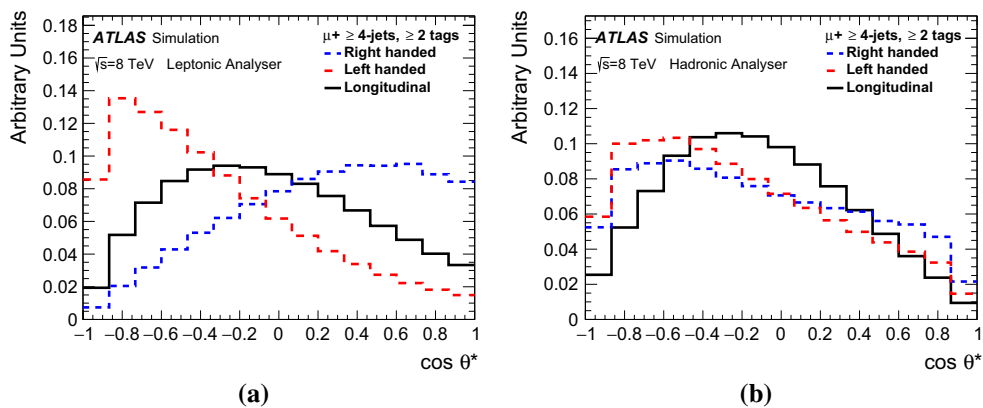 Arbitrary Units
0.18
0.16
0.14
0.12
0.1
0.08
0.06
0.04
0.02
0
ATLAS Simulation
√s=8 TeV Leptonic Analyser
μ+ ≥ 4-jets, ≥ 2 tags
Right handed
Left handed
Longitudinal
−1 −0.8 −0.6 −0.4 −0.2 0 0.2 0.4 0.6 0.8 1
cos θ*
(a)
Arbitrary Units
0.16
0.14
0.12
0.1
0.08
0.06
0.04
0.02
0
ATLAS Simulation
√s=8 TeV Hadronic Analyser
μ+ ≥ 4-jets, ≥ 2 tags
Right handed
Left handed
Longitudinal
−1 −0.8 −0.6 −0.4 −0.2 0 0.2 0.4 0.6 0.8 1
cos θ*
(b)